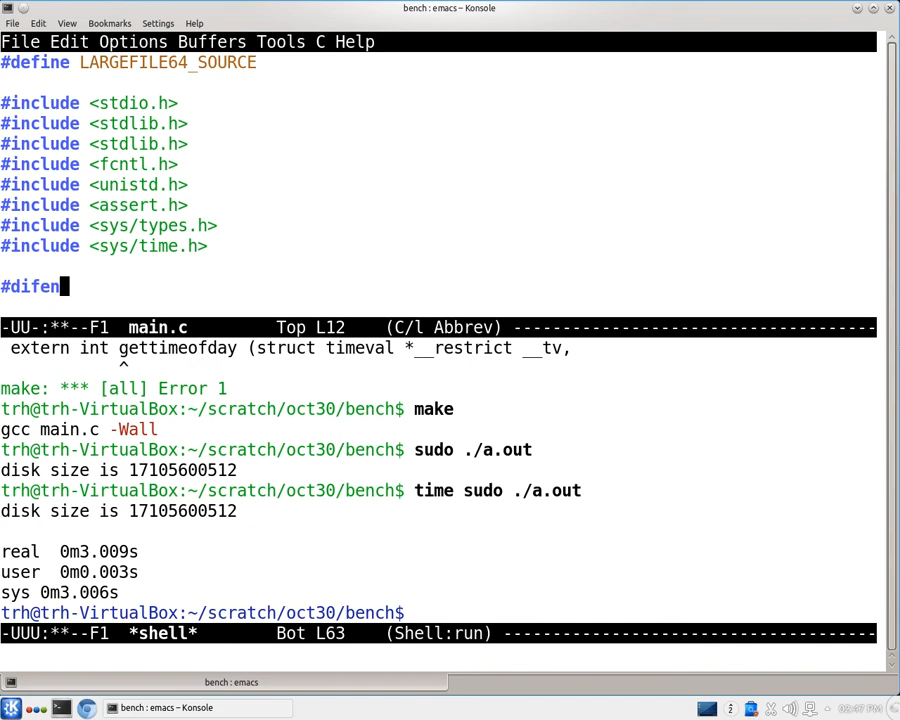 bench : emacs – Konsole
File Edit View Bookmarks Settings Help
File Edit Options Buffers Tools C Help
#define LARGEFILE64_SOURCE
#include <stdio.h>
#include <stdlib.h>
#include <stdlib.h>
#include <fcntl.h>
#include <unistd.h>
#include <assert.h>
#include <sys/types.h>
#include <sys/time.h>
#difen
-UU-:**--F1  main.c         Top L12    (C/l Abbrev) -------------------------------------
 extern int gettimeofday (struct timeval *__restrict __tv,
            ^
make: *** [all] Error 1
trh@trh-VirtualBox:~/scratch/oct30/bench$ make
gcc main.c -Wall
trh@trh-VirtualBox:~/scratch/oct30/bench$ sudo ./a.out
disk size is 17105600512
trh@trh-VirtualBox:~/scratch/oct30/bench$ time sudo ./a.out
disk size is 17105600512
real  0m3.009s
user  0m0.003s
sys 0m3.006s
trh@trh-VirtualBox:~/scratch/oct30/bench$
-UUU:**--F1  *shell*        Bot L63    (Shell:run) --------------------------------------
bench : emacs
bench : emacs – Konsole
2
02:47 PM